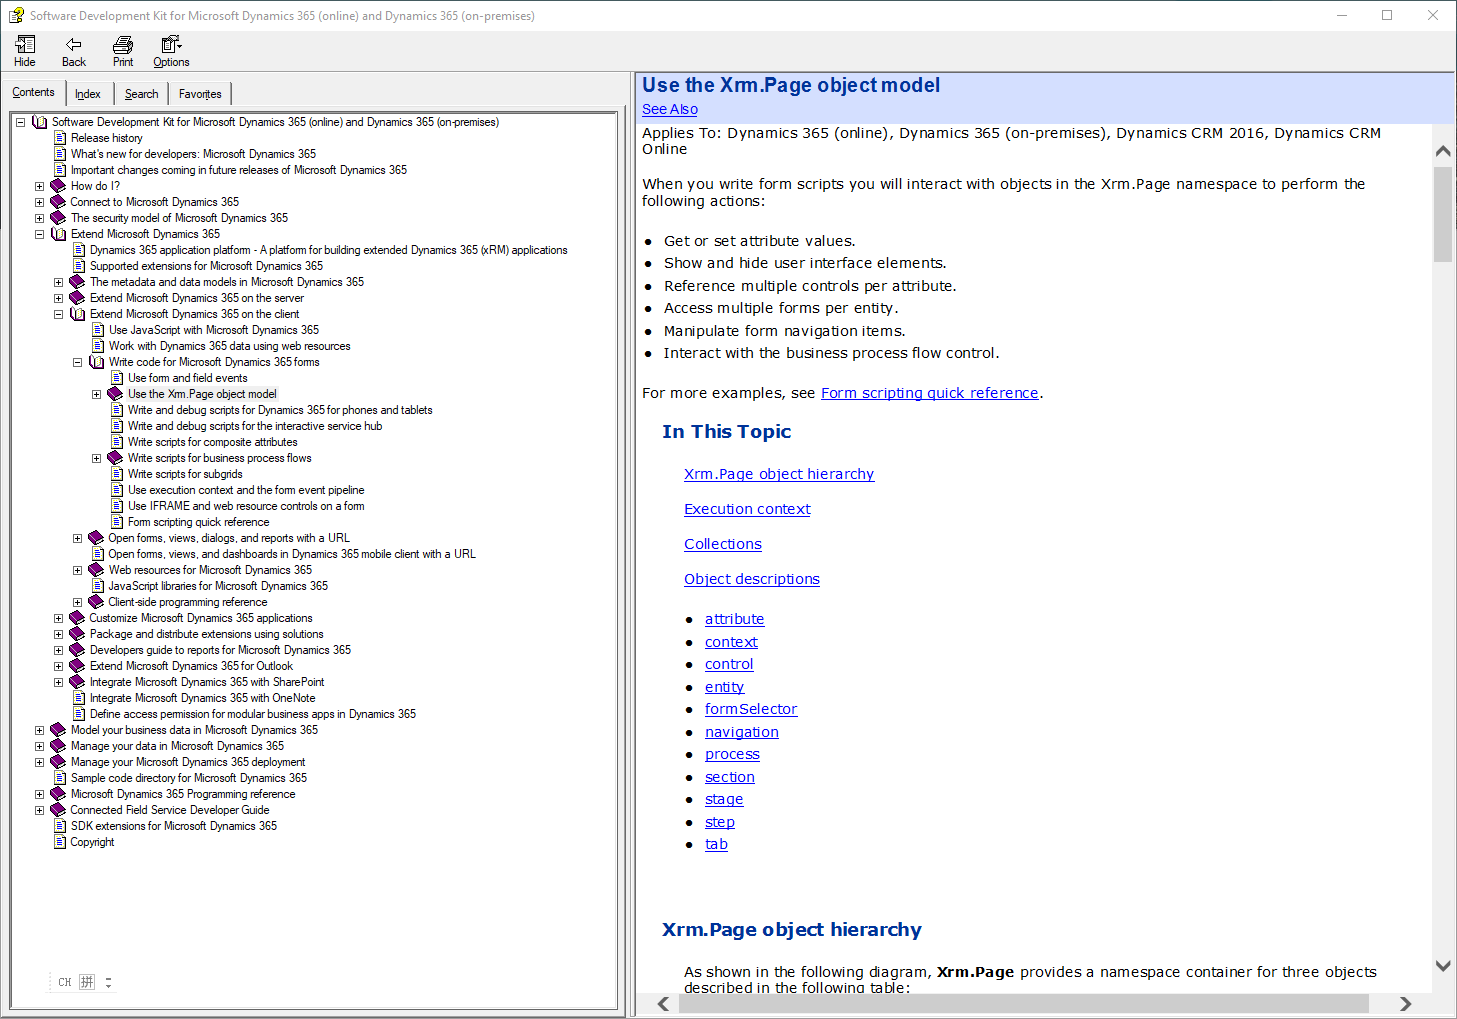 Software Development Kit for Microsoft Dynamics 365 (online) and Dynamics 365 (on-premises)
Hide Back Print Options
Contents Index Search Favorites
Software Development Kit for Microsoft Dynamics 365 (online) and Dynamics 365 (on-premises)
Release history
What's new for developers: Microsoft Dynamics 365
Important changes coming in future releases of Microsoft Dynamics 365
How do I?
Connect to Microsoft Dynamics 365
The security model of Microsoft Dynamics 365
Extend Microsoft Dynamics 365
Dynamics 365 application platform - A platform for building extended Dynamics 365 (xRM) applications
Supported extensions for Microsoft Dynamics 365
The metadata and data models in Microsoft Dynamics 365
Extend Microsoft Dynamics 365 on the server
Extend Microsoft Dynamics 365 on the client
Use JavaScript with Microsoft Dynamics 365
Work with Dynamics 365 data using web resources
Write code for Microsoft Dynamics 365 forms
Use form and field events
Use the Xrm.Page object model
Write and debug scripts for Dynamics 365 for phones and tablets
Write and debug scripts for the interactive service hub
Write scripts for composite attributes
Write scripts for business process flows
Write scripts for subgrids
Use execution context and the form event pipeline
Use IFRAME and web resource controls on a form
Form scripting quick reference
Open forms, views, dialogs, and reports with a URL
Open forms, views, and dashboards in Dynamics 365 mobile client with a URL
Web resources for Microsoft Dynamics 365
JavaScript libraries for Microsoft Dynamics 365
Client-side programming reference
Customize Microsoft Dynamics 365 applications
Package and distribute extensions using solutions
Developers guide to reports for Microsoft Dynamics 365
Extend Microsoft Dynamics 365 for Outlook
Integrate Microsoft Dynamics 365 with SharePoint
Integrate Microsoft Dynamics 365 with OneNote
Define access permission for modular business apps in Dynamics 365
Model your business data in Microsoft Dynamics 365
Manage your data in Microsoft Dynamics 365
Manage your Microsoft Dynamics 365 deployment
Sample code directory for Microsoft Dynamics 365
Microsoft Dynamics 365 Programming reference
Connected Field Service Developer Guide
SDK extensions for Microsoft Dynamics 365
Copyright
CH 拼
Use the Xrm.Page object model
See Also
Applies To: Dynamics 365 (online), Dynamics 365 (on-premises), Dynamics CRM 2016, Dynamics CRM
Online
When you write form scripts you will interact with objects in the Xrm.Page namespace to perform the
following actions:
● Get or set attribute values.
● Show and hide user interface elements.
● Reference multiple controls per attribute.
● Access multiple forms per entity.
● Manipulate form navigation items.
● Interact with the business process flow control.
For more examples, see Form scripting quick reference.
In This Topic
Xrm.Page object hierarchy
Execution context
Collections
Object descriptions
● attribute
● context
● control
● entity
● formSelector
● navigation
● process
● section
● stage
● step
● tab
Xrm.Page object hierarchy
As shown in the following diagram, Xrm.Page provides a namespace container for three objects
described in the following table: